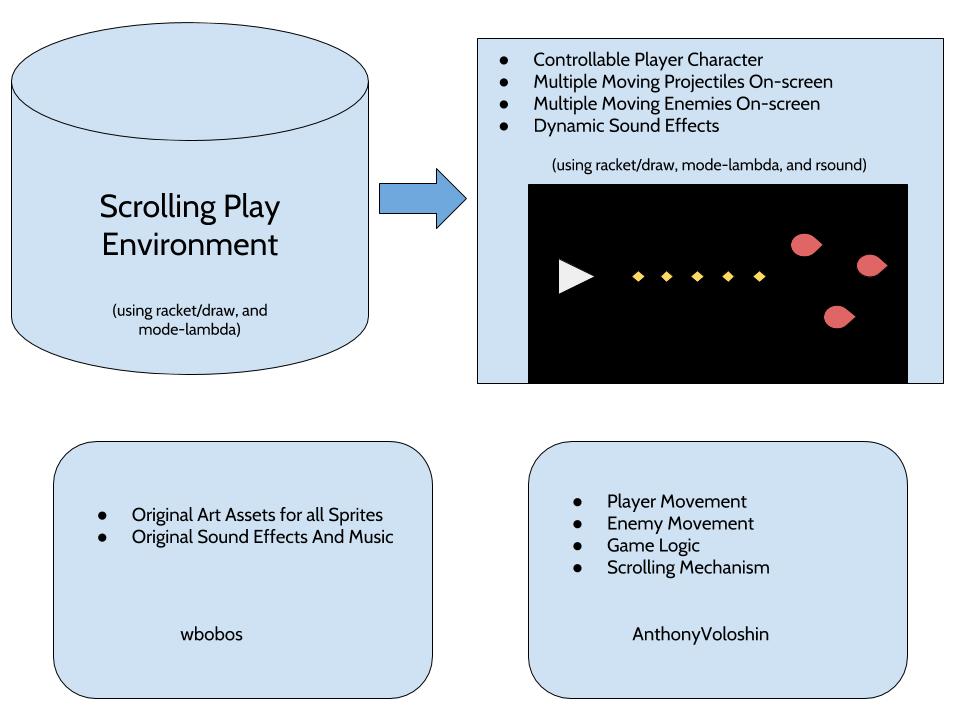 Scrolling Play
Environment
(using racket/draw, and
mode-lambda)
● Controllable Player Character
● Multiple Moving Projectiles On-screen
● Multiple Moving Enemies On-screen
● Dynamic Sound Effects
(using racket/draw, mode-lambda, and rsound)
● Original Art Assets for all Sprites
● Original Sound Effects And Music
wbobos
● Player Movement
● Enemy Movement
● Game Logic
● Scrolling Mechanism
AnthonyVoloshin